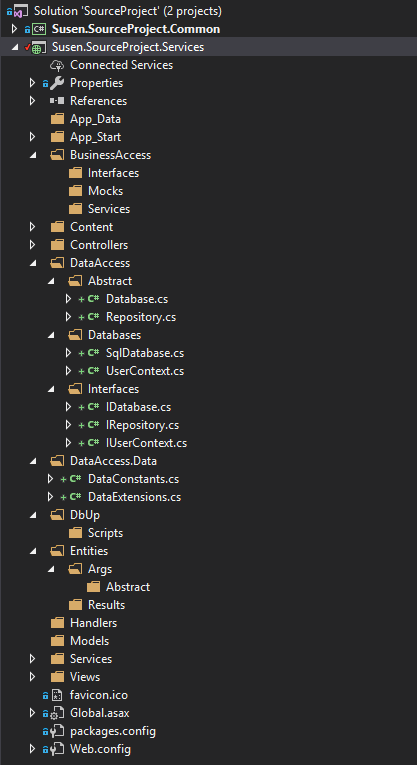 Solution 'SourceProject' (2 projects)
C# Susen.SourceProject.Common
Susen.SourceProject.Services
Connected Services
Properties
References
App_Data
App_Start
BusinessAccess
Interfaces
Mocks
Services
Content
Controllers
DataAccess
Abstract
C# Database.cs
C# Repository.cs
Databases
C# SqlDatabase.cs
C# UserContext.cs
Interfaces
C# IDatabase.cs
C# IRepository.cs
C# IUserContext.cs
DataAccess.Data
C# DataConstants.cs
C# DataExtensions.cs
DbUp
Scripts
Entities
Args
Abstract
Results
Handlers
Models
Services
Views
favicon.ico
Global.asax
packages.config
Web.config